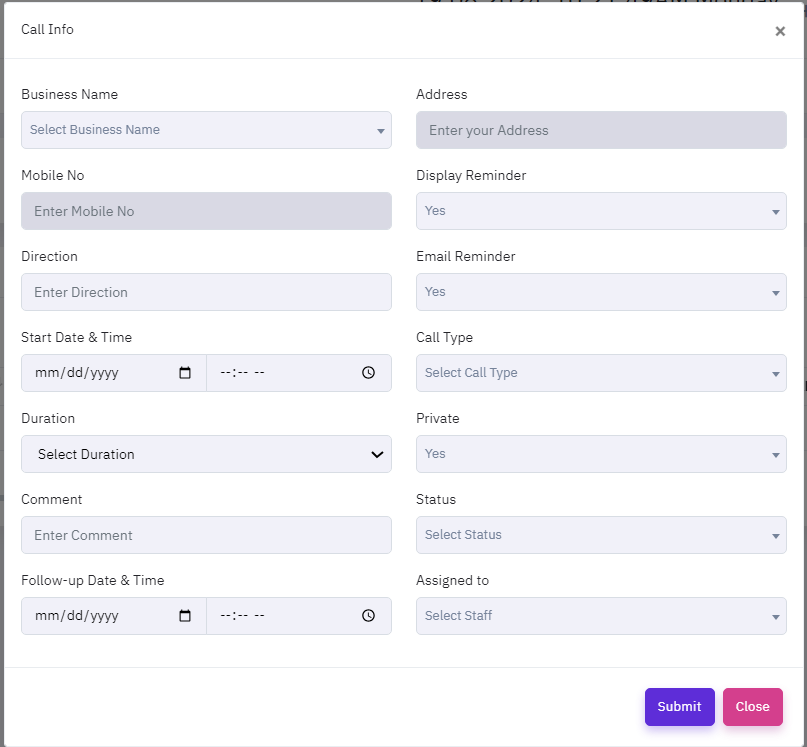 Call Info
×
Business Name
Select Business Name
Address
Enter your Address
Mobile No
Enter Mobile No
Display Reminder
Yes
Direction
Enter Direction
Email Reminder
Yes
Start Date & Time
mm/dd/yyyy
--:-- --
Call Type
Select Call Type
Duration
Select Duration
Private
Yes
Comment
Enter Comment
Status
Select Status
Follow-up Date & Time
mm/dd/yyyy
--:-- --
Assigned to
Select Staff
Submit
Close